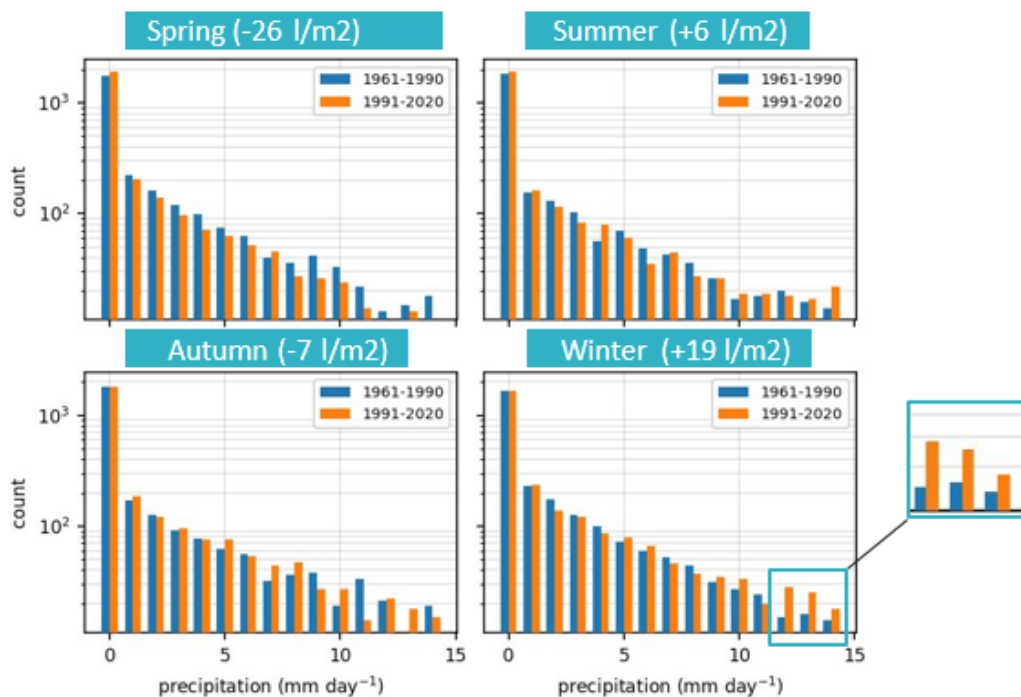 Spring (-26 l/m2)
Summer (+6 l/m2)
1961-1990
1991-2020
1961-1990
1991-2020
10³
10²
count
Autumn (-7 l/m2)
Winter (+19 l/m2)
1961-1990
1991-2020
1961-1990
1991-2020
10³
10²
count
0 5 10 15
0 5 10 15
precipitation (mm day⁻¹)
precipitation (mm day⁻¹)